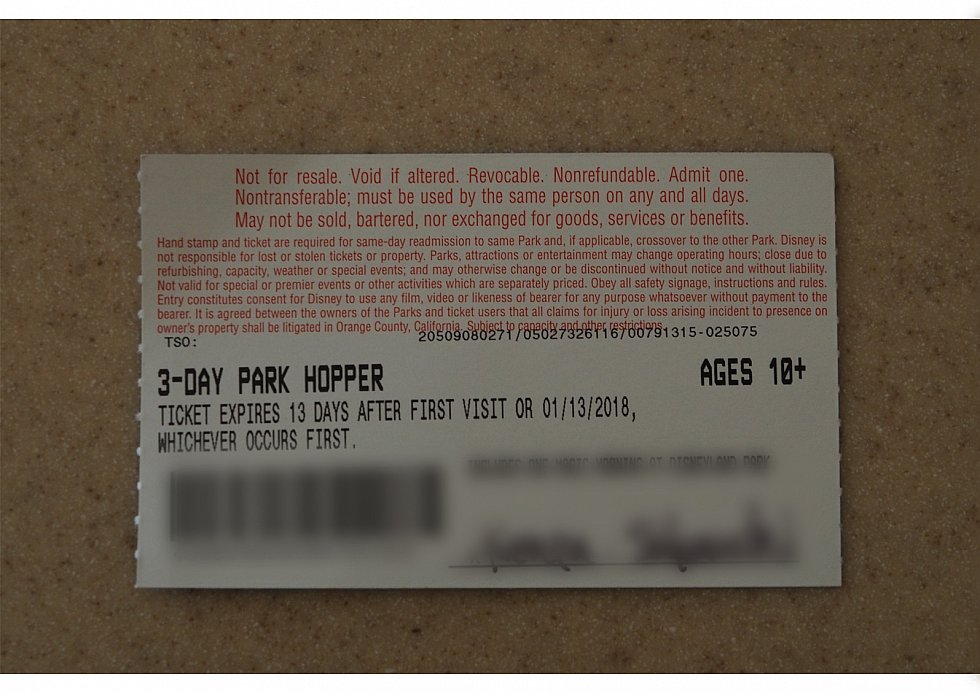 Not for resale. Void if altered. Revocable. Nonrefundable. Admit one.
Nontransferable; must be used by the same person on any and all days.
May not be sold, bartered, nor exchanged for goods, services or benefits.
Hand stamp and ticket are required for same-day readmission to same Park and, if applicable, crossover to the other Park. Disney is
not responsible for lost or stolen tickets or property. Parks, attractions or entertainment may change operating hours; close due to
refurbishing, capacity, weather or special events; and may otherwise change or be discontinued without notice and without liability.
Not valid for special or premier events or other activities which are separately priced. Obey all safety signage, instructions and rules.
Entry constitutes consent for Disney to use any film, video or likeness of bearer for any purpose whatsoever without payment to the
bearer. It is agreed between the owners of the Parks and ticket users that all claims for injury or loss arising incident to presence on
owner's property shall be litigated in Orange County, California. Subject to capacity and other restrictions.
TSO: 20509080271/05027326116/00791315-025075
3-DAY PARK HOPPER AGES 10+
TICKET EXPIRES 13 DAYS AFTER FIRST VISIT OR 01/13/2018,
WHICHEVER OCCURS FIRST.
INCLUDES ONE MAGIC MORNING AT DISNEYLAND PARK